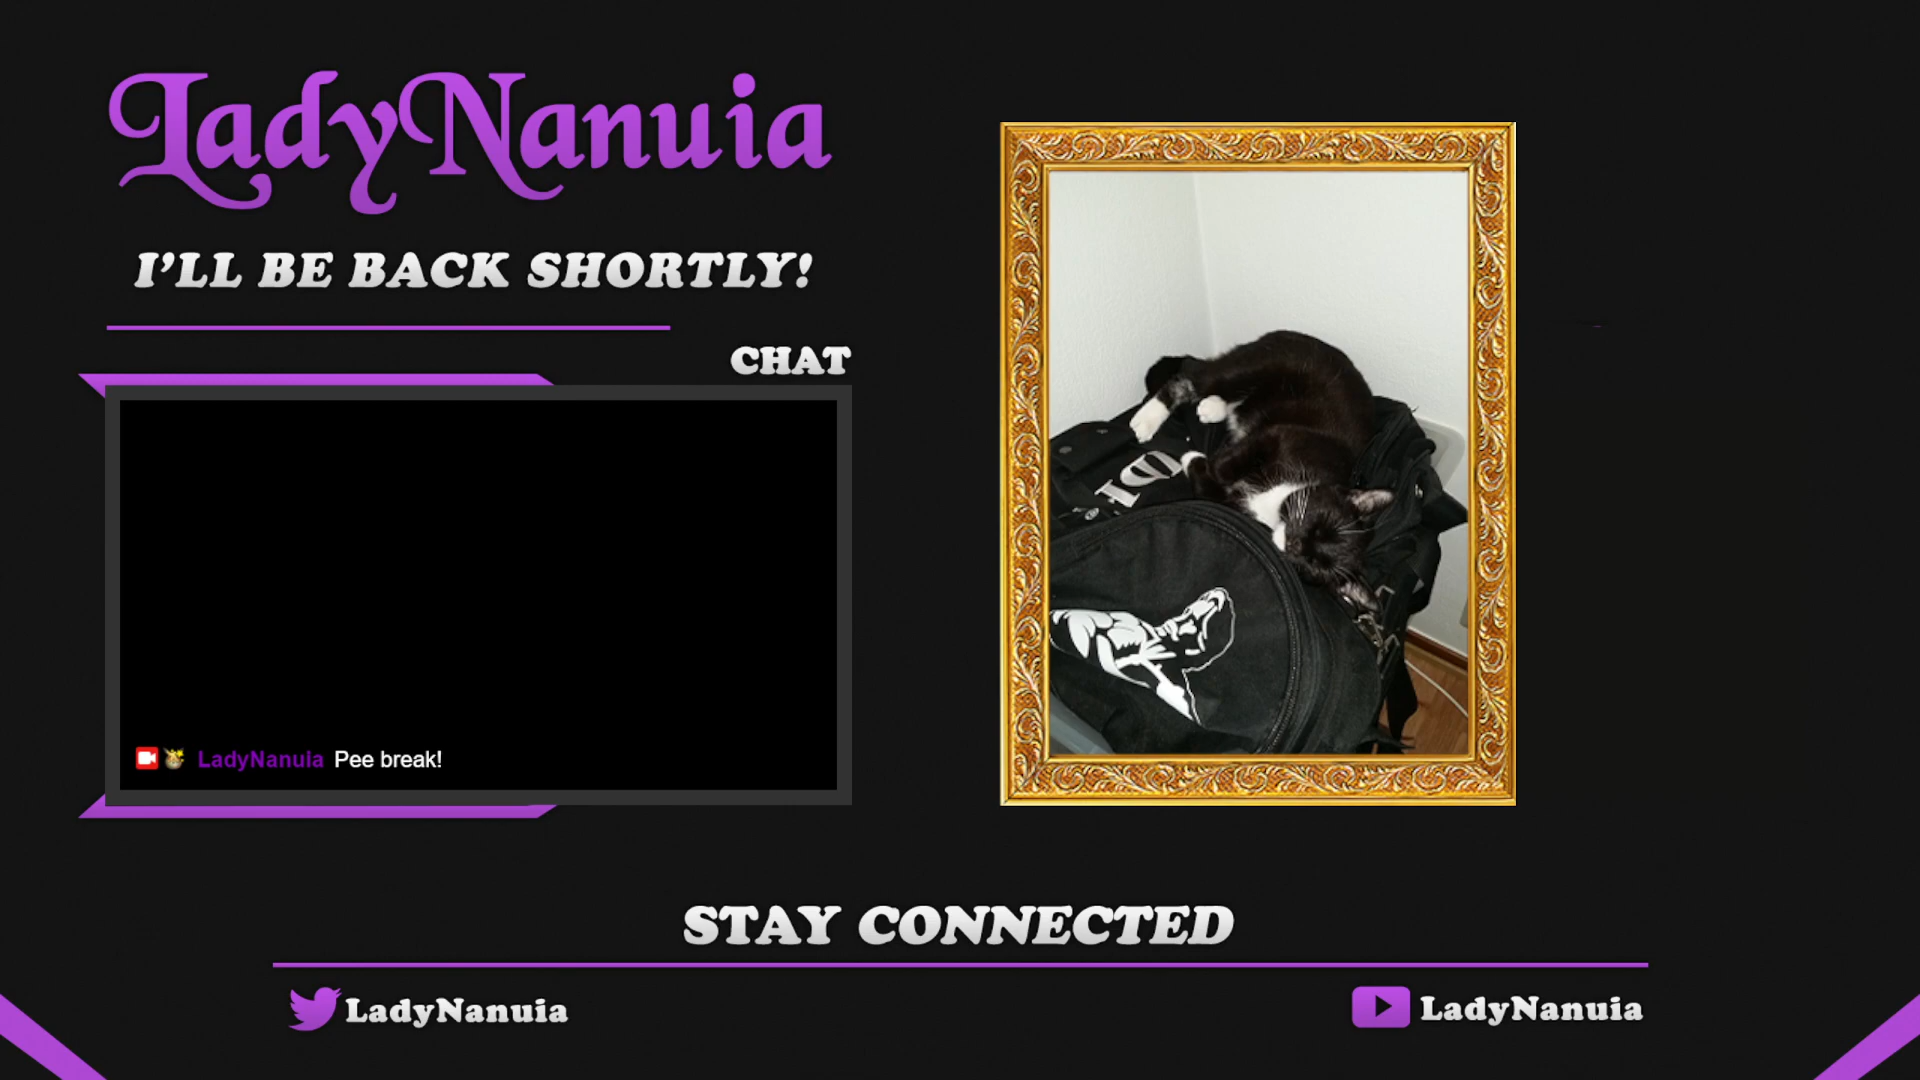 LadyNanuia
I'LL BE BACK SHORTLY!
CHAT
LadyNanuia Pee break!
STAY CONNECTED
LadyNanuia
LadyNanuia